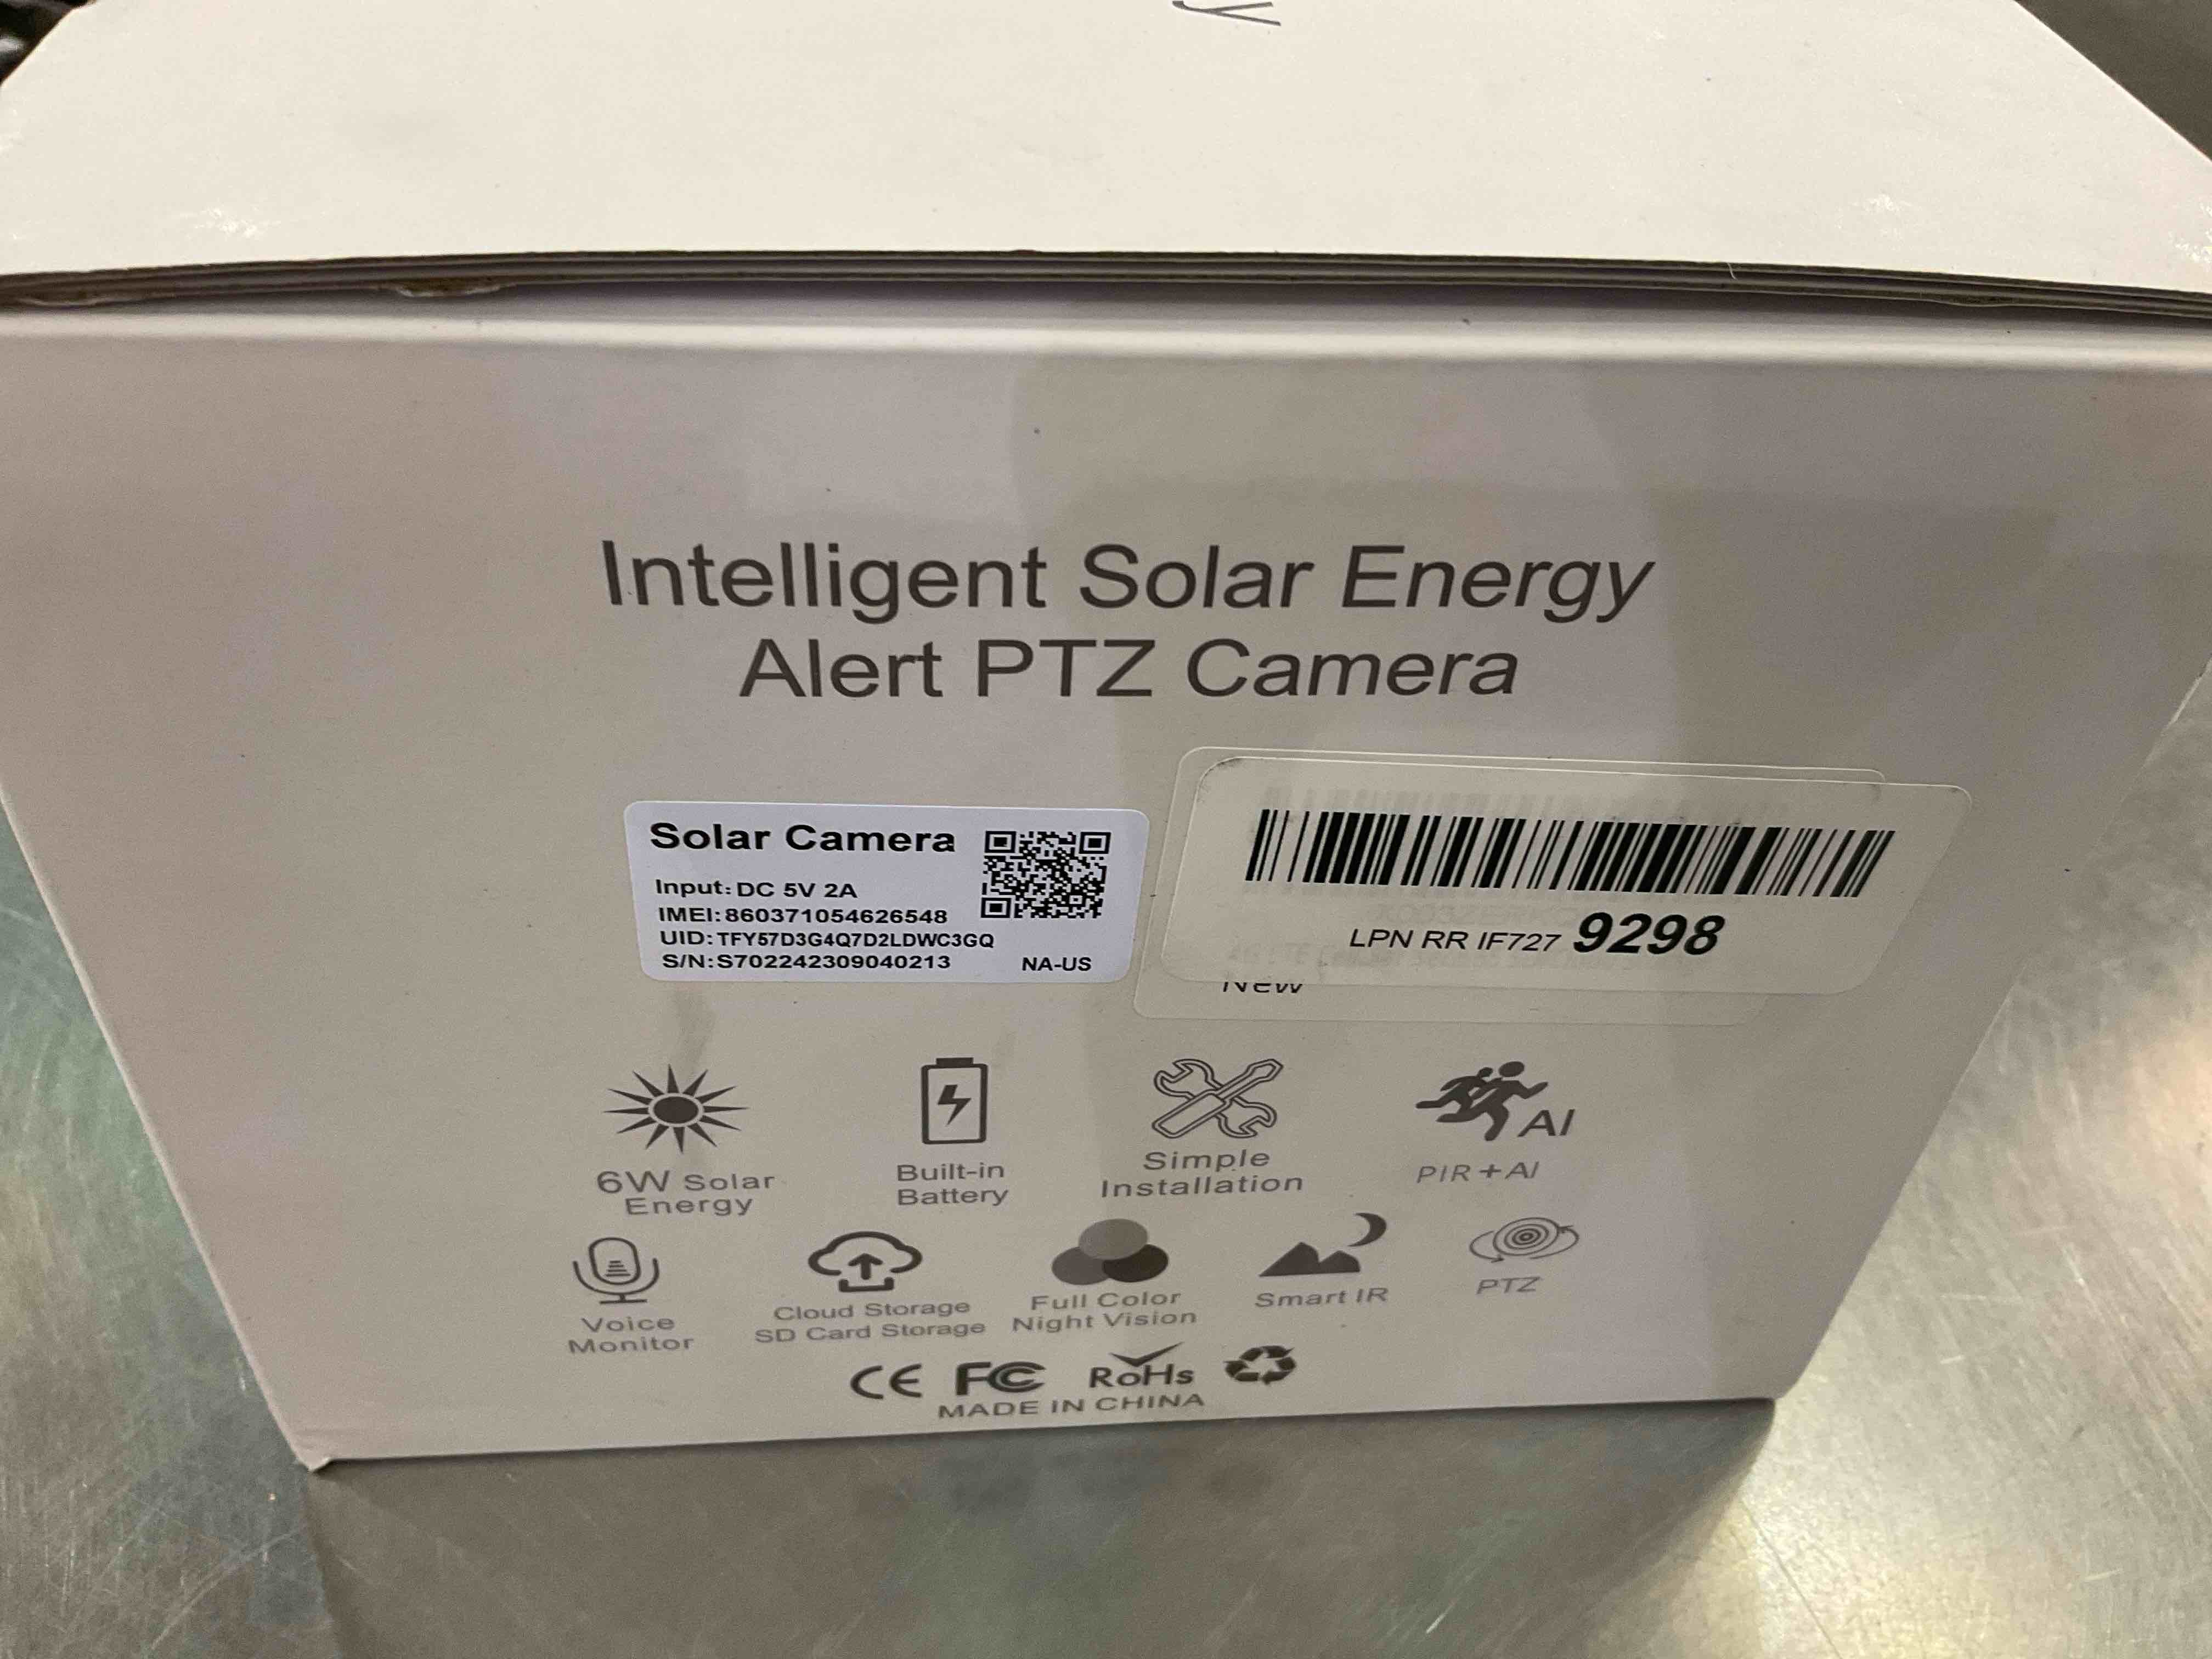 y
Intelligent Solar Energy
Alert PTZ Camera
Solar Camera
Input: DC 5V 2A
IMEI:860371054626548
UID:TFY57D3G4Q7D2LDWC3GQ
S/N:S702242309040213 NA-US
LPN RR IF727 9298
New
AI
6W Solar
Energy
Built-in
Battery
Simple
Installation
PIR+AI
Voice
Monitor
Cloud Storage
SD Card Storage
Full Color
Night Vision
Smart IR
PTZ
CE FC RoHs
MADE IN CHINA